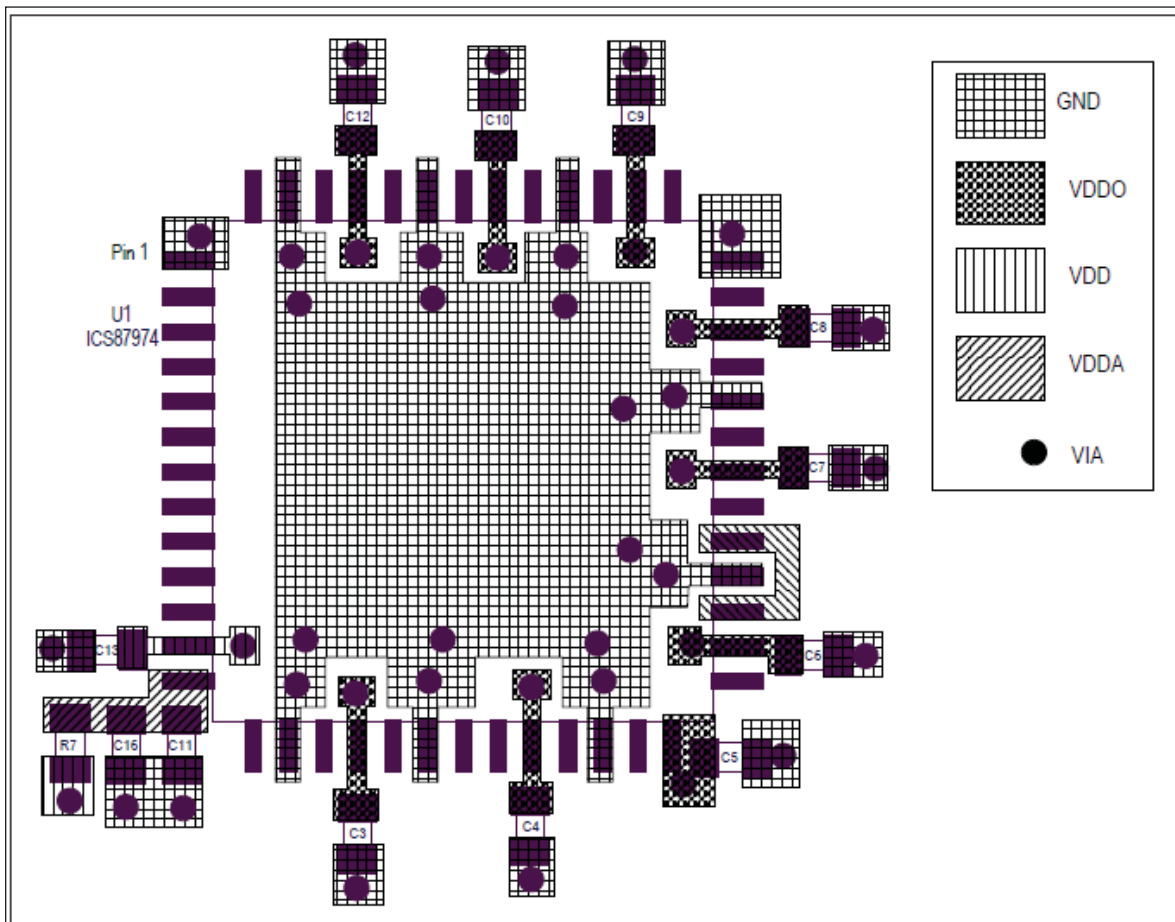 C12
C10
C9
GND
VDDO
VDD
VDDA
VIA
Pin 1
U1
ICS87974
C8
C7
C13
C6
R7
C16
C11
C5
C3
C4